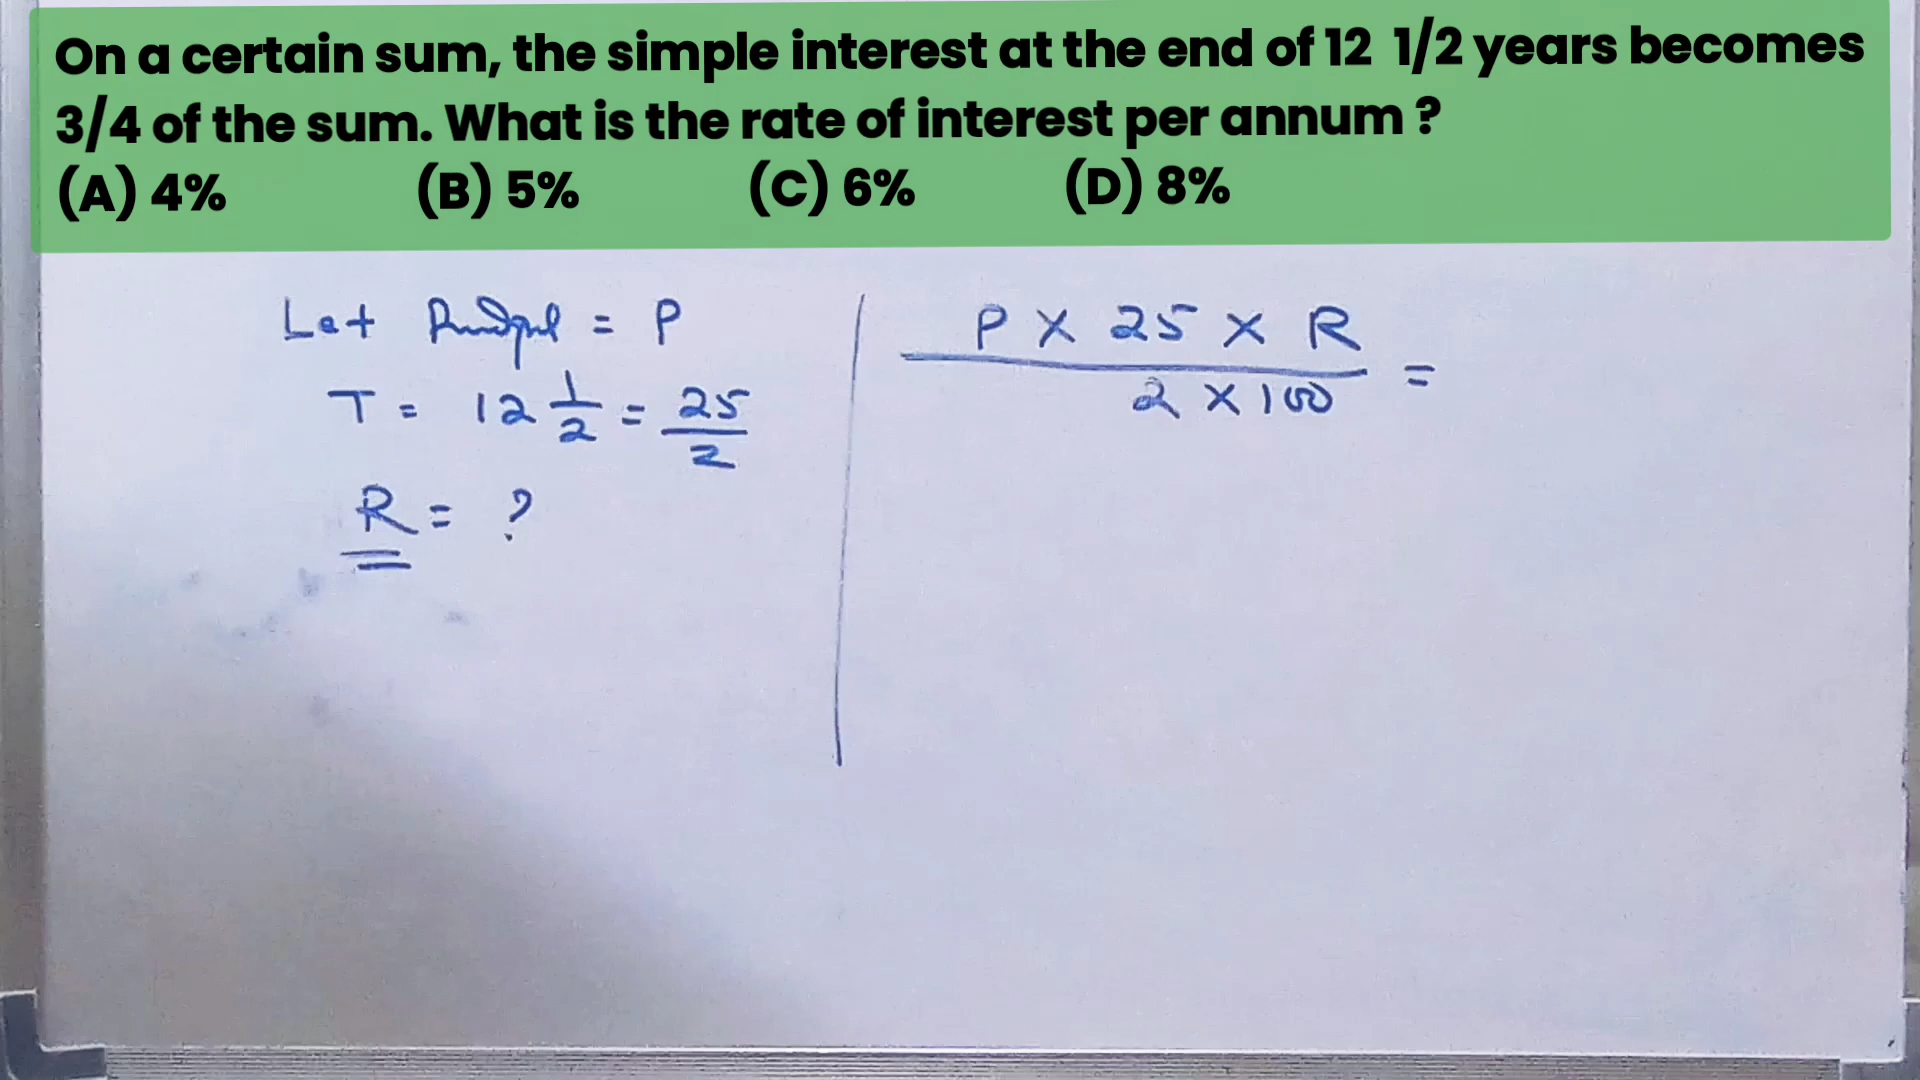 On a certain sum, the simple interest at the end of 12 1/2 years becomes
3/4 of the sum. What is the rate of interest per annum ?
(A) 4% (B) 5% (C) 6% (D) 8%
Let = P
T = 12 1/2 = 25/2
R = ?
P X 25 X R
2 X 100 =